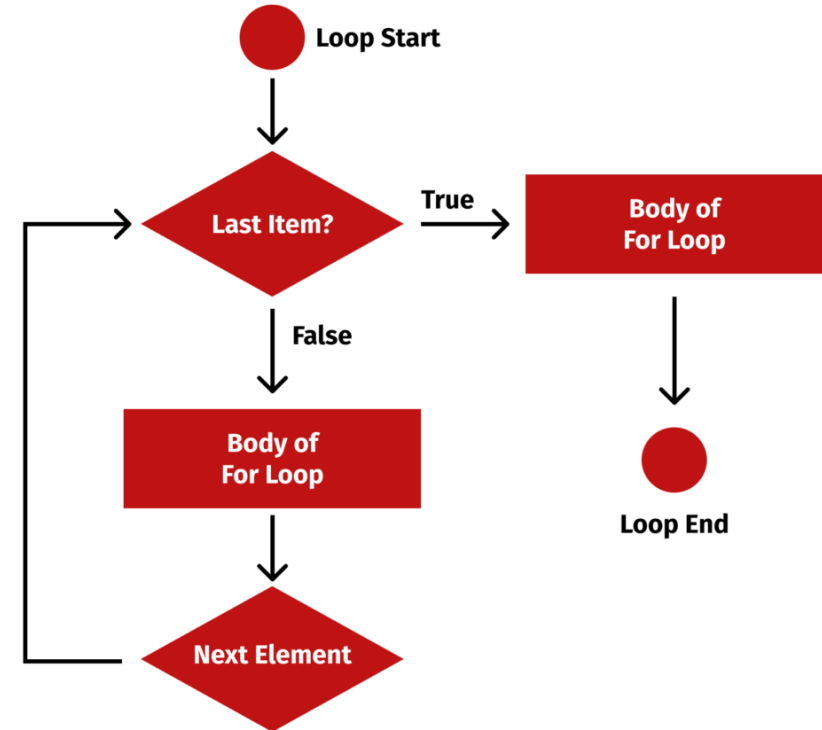 Loop Start
Last Item?
True
Body of
For Loop
False
Body of
For Loop
Loop End
Next Element